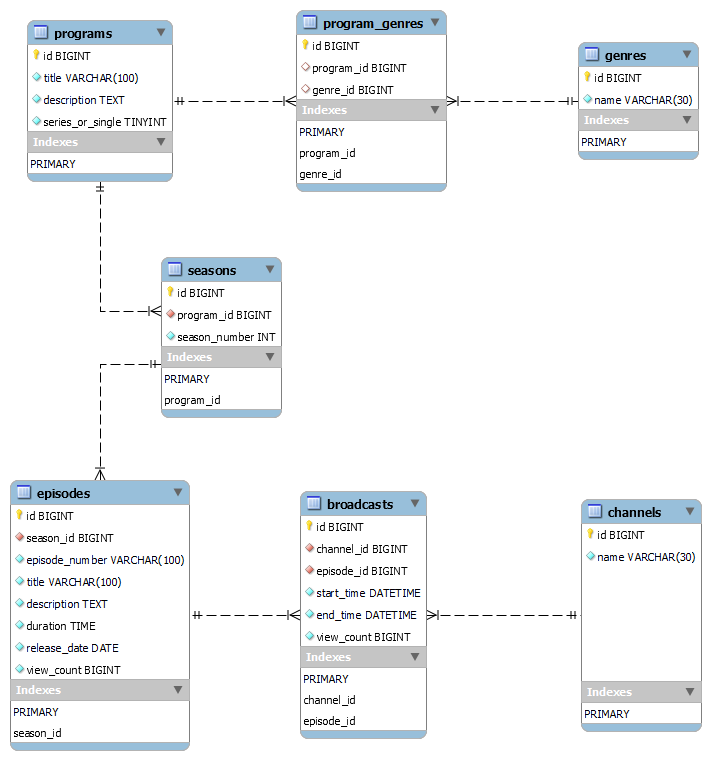 programs
id BIGINT
title VARCHAR(100)
description TEXT
series_or_single TINYINT
Indexes
PRIMARY
program_genres
id BIGINT
program_id BIGINT
genre_id BIGINT
Indexes
PRIMARY
program_id
genre_id
genres
id BIGINT
name VARCHAR(30)
Indexes
PRIMARY
seasons
id BIGINT
program_id BIGINT
season_number INT
Indexes
PRIMARY
program_id
episodes
id BIGINT
season_id BIGINT
episode_number VARCHAR(100)
title VARCHAR(100)
description TEXT
duration TIME
release_date DATE
view_count BIGINT
Indexes
PRIMARY
season_id
broadcasts
id BIGINT
channel_id BIGINT
episode_id BIGINT
start_time DATETIME
end_time DATETIME
view_count BIGINT
Indexes
PRIMARY
channel_id
episode_id
channels
id BIGINT
name VARCHAR(30)
Indexes
PRIMARY